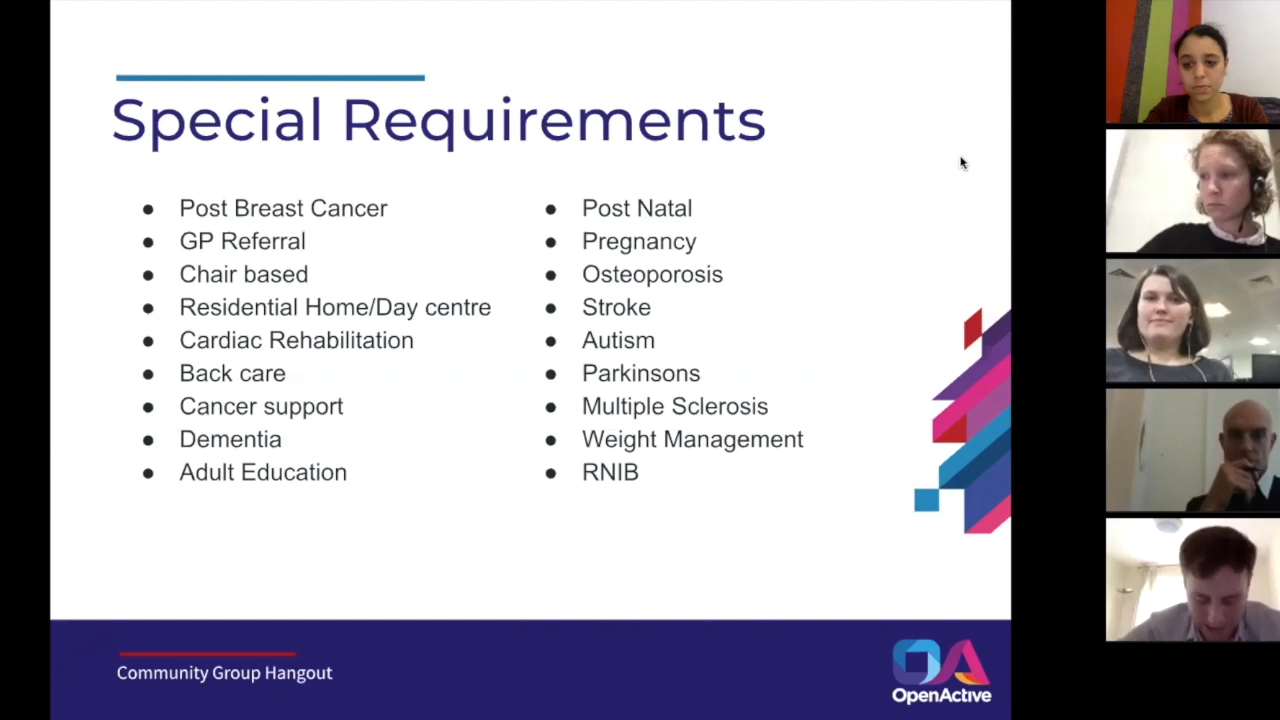 Special Requirements
● Post Breast Cancer
● GP Referral
● Chair based
● Residential Home/Day centre
● Cardiac Rehabilitation
● Back care
● Cancer support
● Dementia
● Adult Education
● Post Natal
● Pregnancy
● Osteoporosis
● Stroke
● Autism
● Parkinsons
● Multiple Sclerosis
● Weight Management
● RNIB
Community Group Hangout
OA
OpenActive